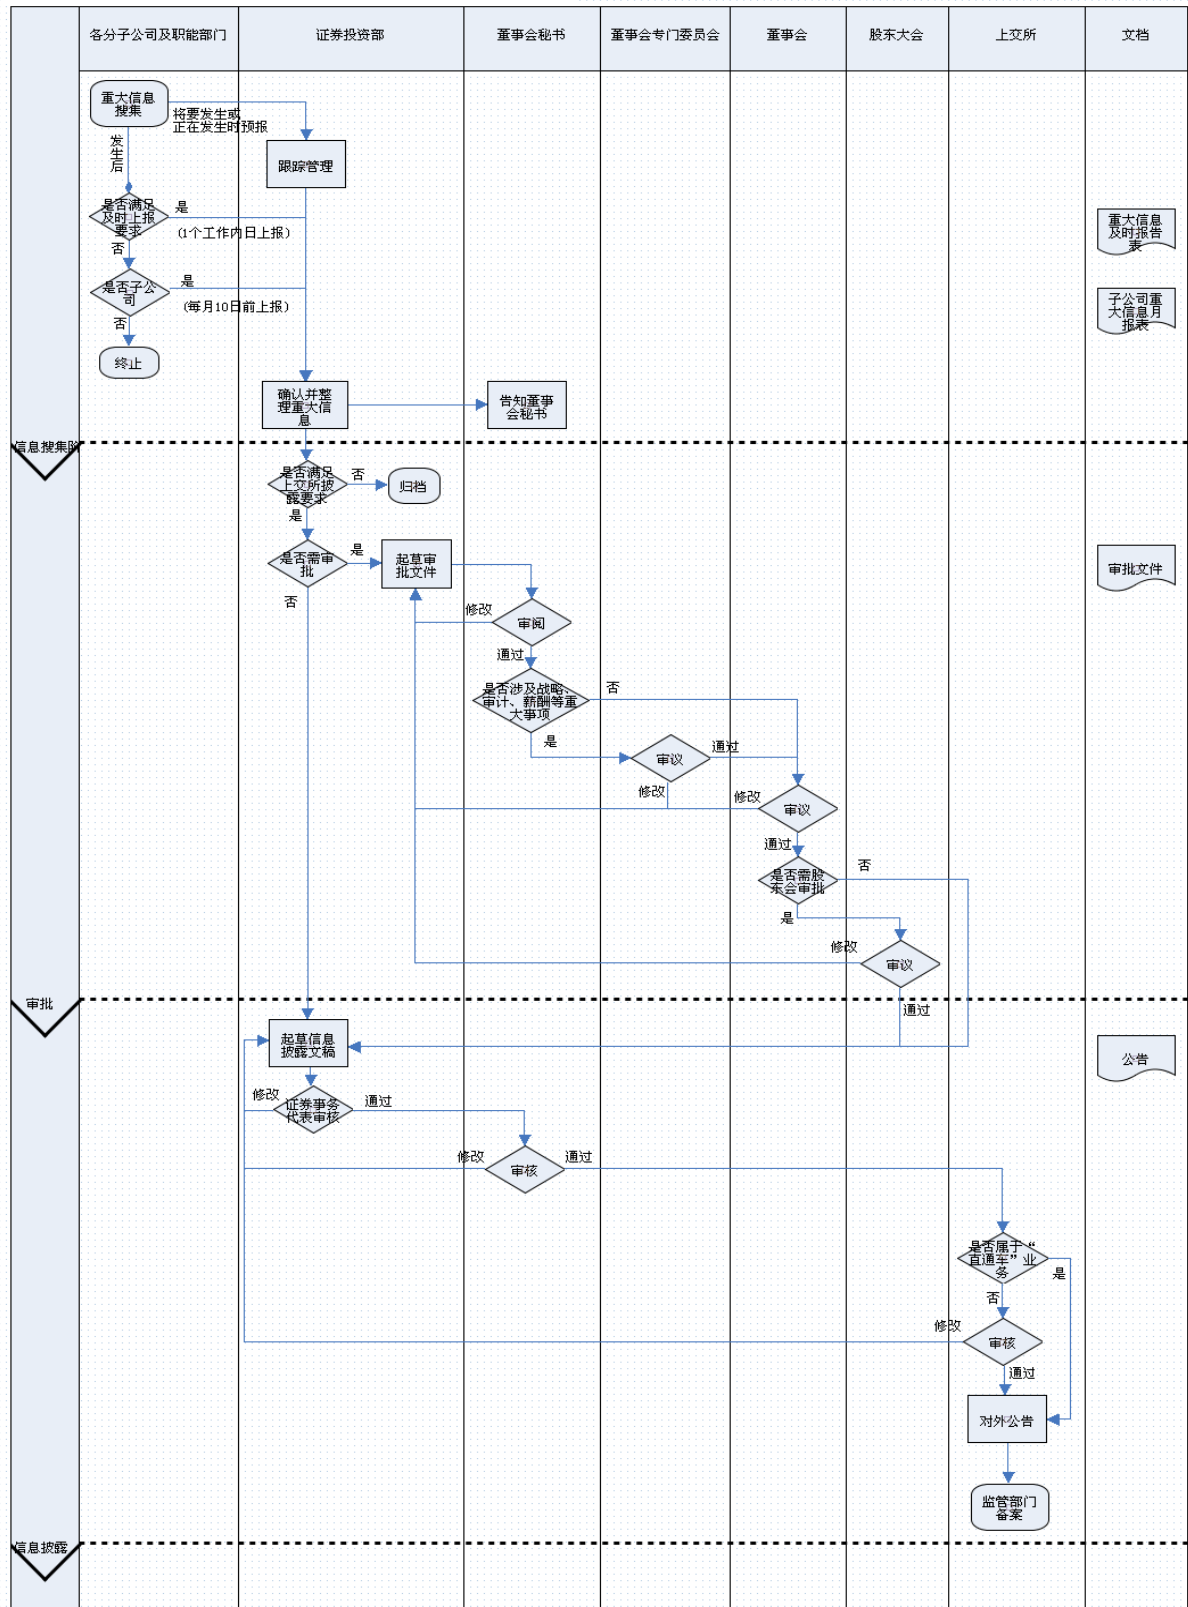 各分子公司及职能部门
证券投资部
董事会秘书
董事会专门委员会
董事会
股东大会
上交所
文档
重大信息
搜集
将要发生或
正在发生时预报
发生后
跟踪管理
是否满足
及时上报
要求
是
(1个工作内日上报)
否
重大信息
及时报告
表
是否子公
司
是
(每月10日前上报)
否
子公司重
大信息月
报表
终止
确认并整
理重大信
息
告知董事
会秘书
信息搜集阶
是否满足
上交所披
露要求
否
归档
是
是否需审
批
是
起草审
批文件
审批文件
否
修改
审阅
通过
是否涉及战略、
审计、薪酬等重
大事项
否
是
审议
通过
修改
修改
审议
通过
是否需股
东会审批
否
是
修改
审议
审批
通过
起草信息
披露文稿
公告
修改
证券事务
代表审核
通过
修改
审核
通过
是否属于“
直通车”业
务
是
否
修改
审核
通过
对外公告
监管部门
备案
信息披露